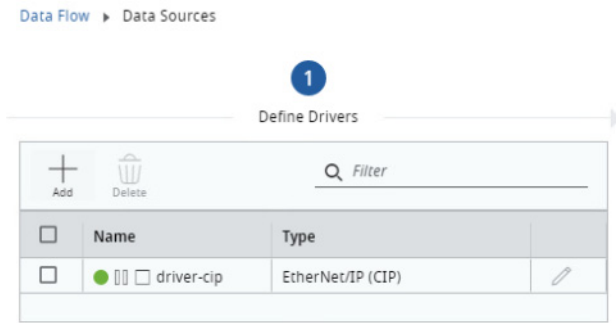 Data Flow ▸ Data Sources
1
Define Drivers
Add Delete Filter
Name Type
driver-cip EtherNet/IP (CIP)